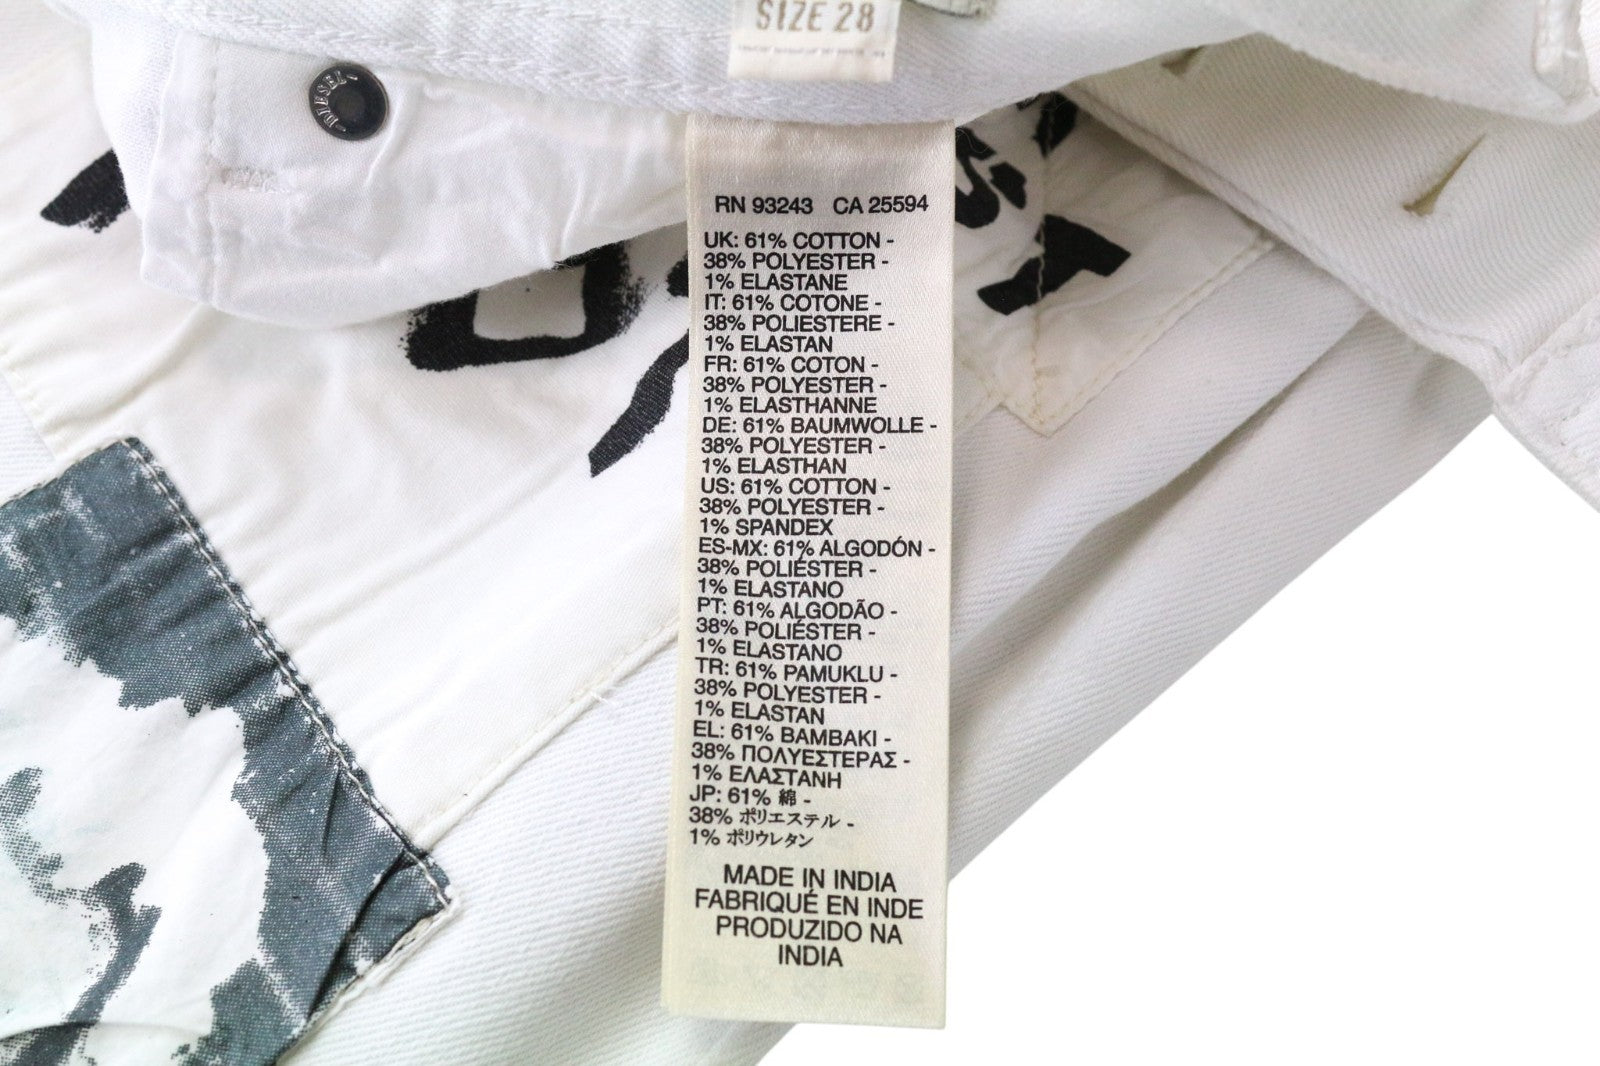 SIZE 28
DIESEL
RN 93243 CA 25594
UK: 61% COTTON -
38% POLYESTER -
1% ELASTANE
IT: 61% COTONE -
38% POLIESTERE -
1% ELASTAN
FR: 61% COTON -
38% POLYESTER -
1% ELASTHANNE
DE: 61% BAUMWOLLE -
38% POLYESTER -
1% ELASTHAN
US: 61% COTTON -
38% POLYESTER -
1% SPANDEX
ES-MX: 61% ALGODÓN -
38% POLIÉSTER -
1% ELASTANO
PT: 61% ALGODÃO -
38% POLIÉSTER -
1% ELASTANO
TR: 61% PAMUKLU -
38% POLYESTER -
1% ELASTAN
EL: 61% BAMBAKI -
38% ΠΟΛΥΕΣΤΕΡΑΣ -
1% ΕΛΑΣΤΑΝΗ
JP: 61% 綿 -
38% ポリエステル -
1% ポリウレタン
MADE IN INDIA
FABRIQUÉ EN INDE
PRODUZIDO NA
INDIA